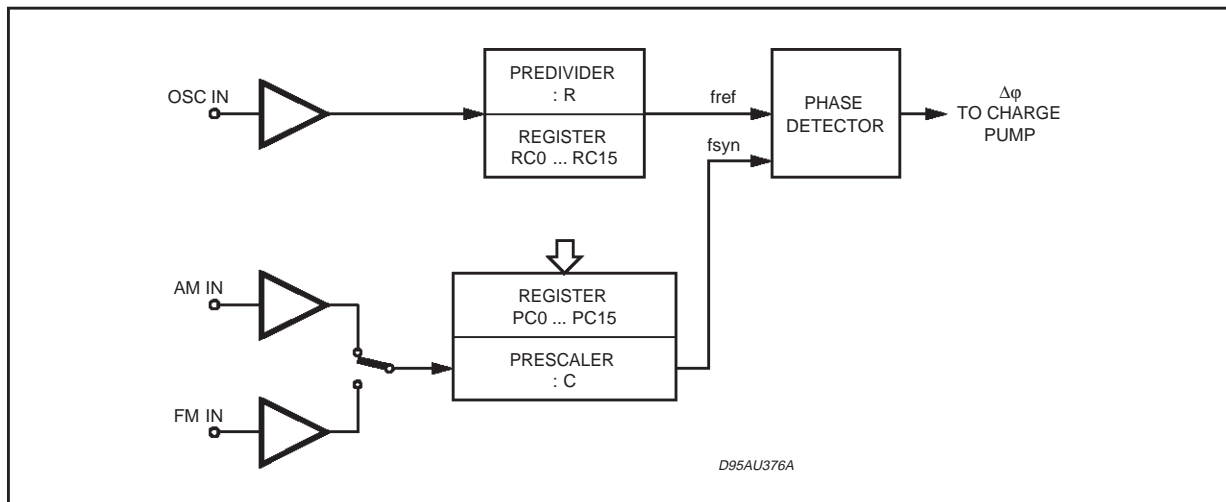 OSC IN
PREDIVIDER
: R
REGISTER
RC0 ... RC15
fref
fsyn
PHASE
DETECTOR
Δφ
TO CHARGE
PUMP
AM IN
FM IN
REGISTER
PC0 ... PC15
PRESCALER
: C
D95AU376A